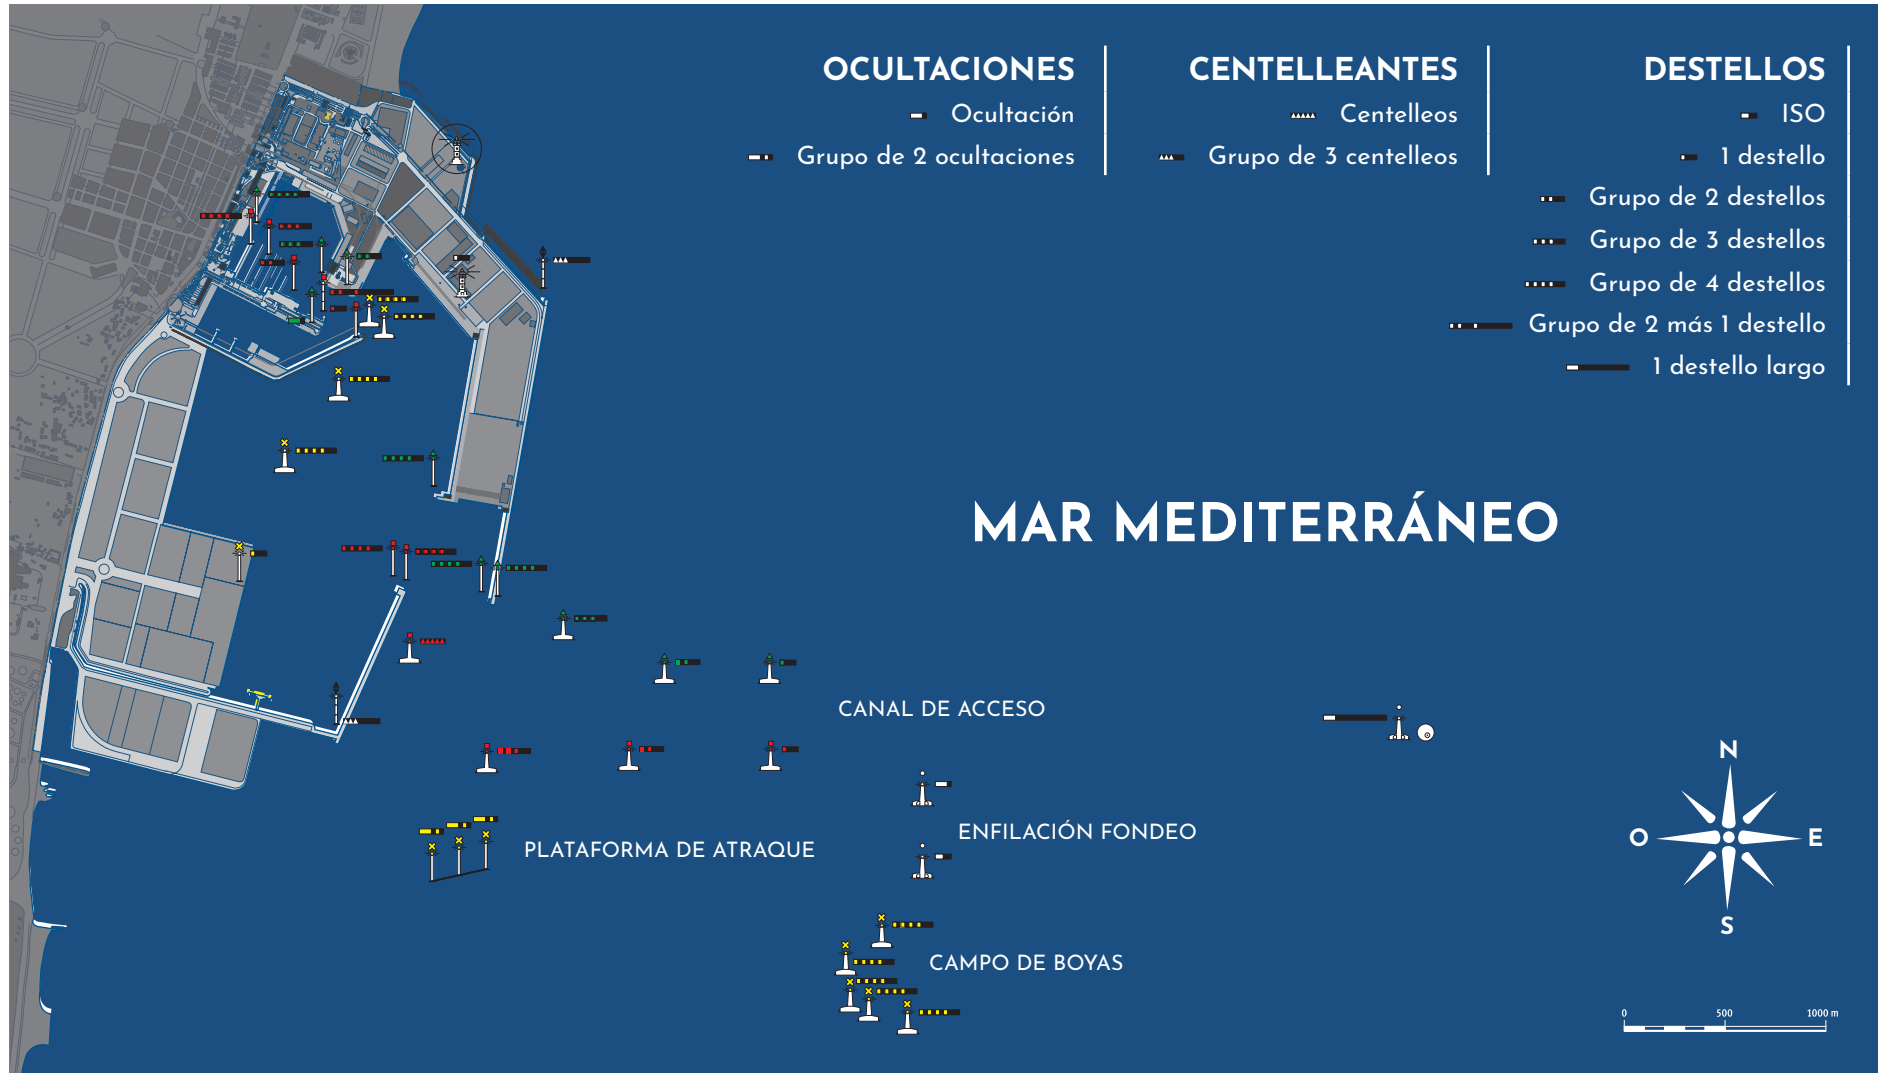 OCULTACIONES
Ocultación
Grupo de 2 ocultaciones
CENTELLEANTES
Centelleos
Grupo de 3 centelleos
DESTELLOS
ISO
1 destello
Grupo de 2 destellos
Grupo de 3 destellos
Grupo de 4 destellos
Grupo de 2 más 1 destello
1 destello largo
MAR MEDITERRÁNEO
CANAL DE ACCESO
ENFILACIÓN FONDEO
PLATAFORMA DE ATRAQUE
CAMPO DE BOYAS
N
O
E
S
0 500 1000 m